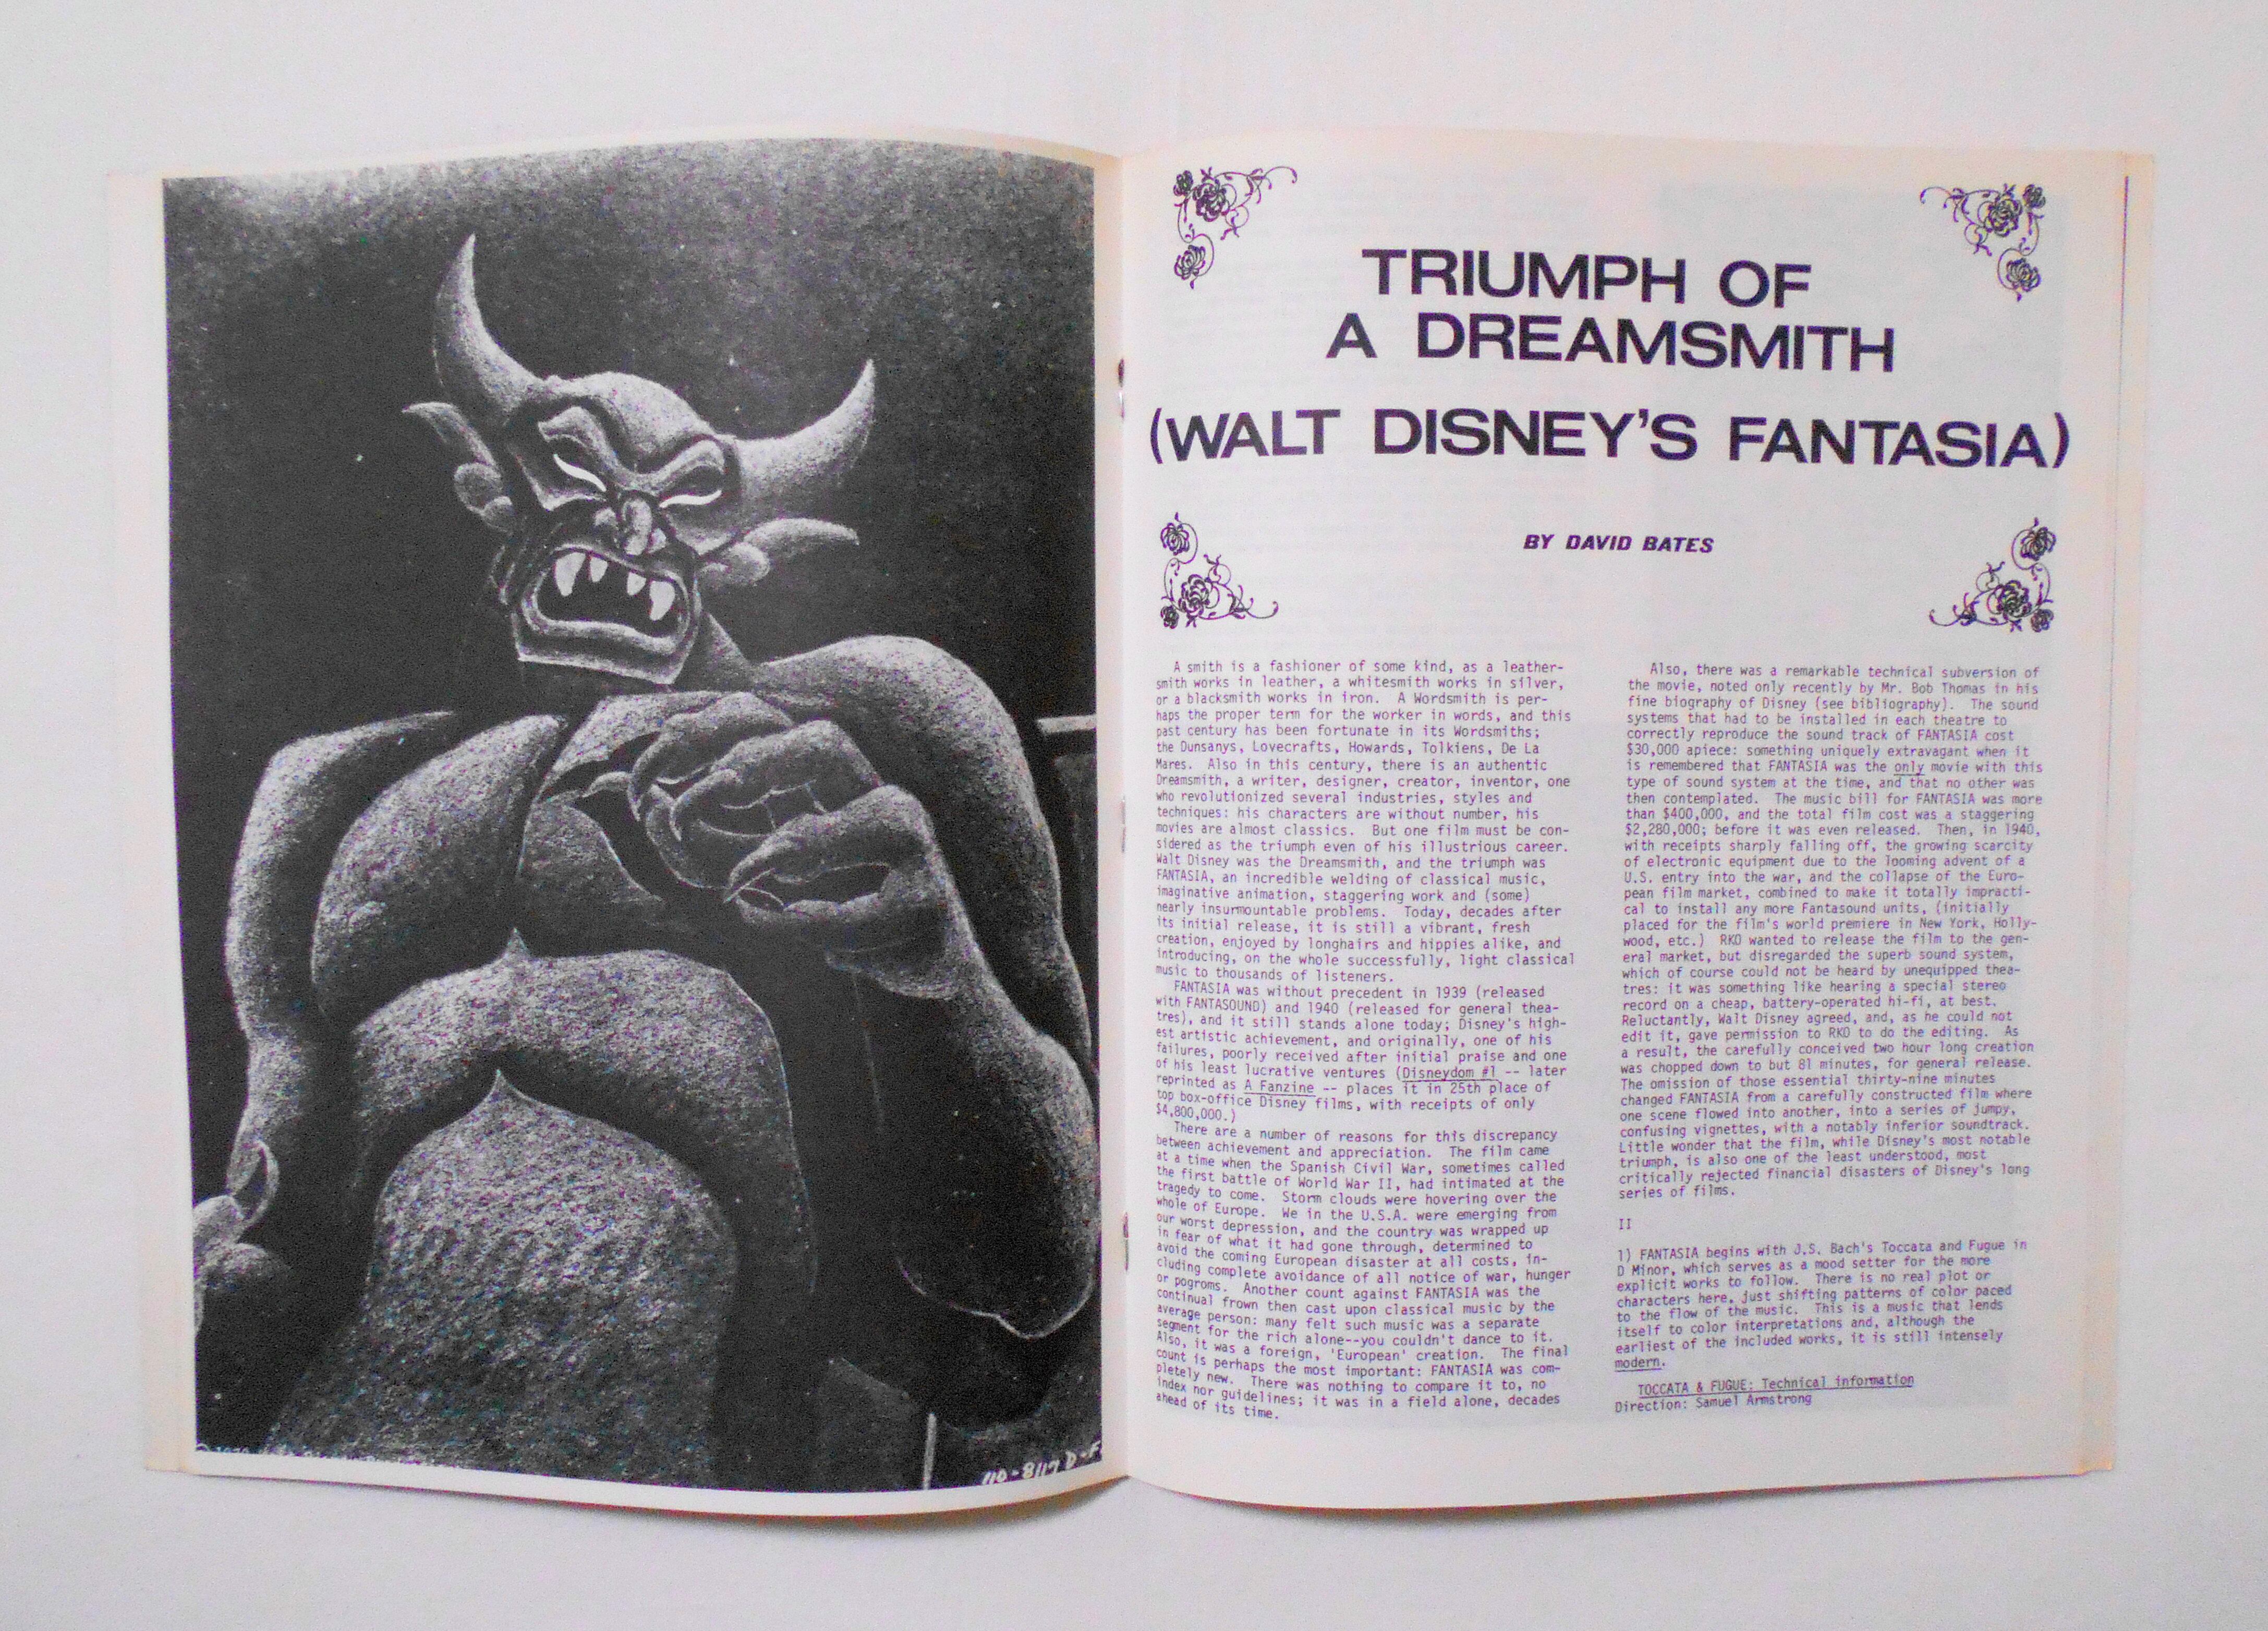 110-8117 D-F
TRIUMPH OF
A DREAMSMITH
(WALT DISNEY'S FANTASIA)
BY DAVID BATES
A smith is a fashioner of some kind, as a leather-
smith works in leather, a whitesmith works in silver,
or a blacksmith works in iron. A Wordsmith is per-
haps the proper term for the worker in words, and this
past century has been fortunate in its Wordsmiths;
the Dunsanys, Lovecrafts, Howards, Tolkiens, De La
Mares. Also in this century, there is an authentic
Dreamsmith, a writer, designer, creator, inventor, one
who revolutionized several industries, styles and
techniques: his characters are without number, his
movies are almost classics. But one film must be con-
sidered as the triumph even of his illustrious career.
Walt Disney was the Dreamsmith, and the triumph was
FANTASIA, an incredible welding of classical music,
imaginative animation, staggering work and (some)
nearly insurmountable problems. Today, decades after
its initial release, it is still a vibrant, fresh
creation, enjoyed by longhairs and hippies alike, and
introducing, on the whole successfully, light classical
music to thousands of listeners.
FANTASIA was without precedent in 1939 (released
with FANTASOUND) and 1940 (released for general thea-
tres), and it still stands alone today; Disney's high-
est artistic achievement, and originally, one of his
failures, poorly received after initial praise and one
of his least lucrative ventures (Disneydom #1 -- later
reprinted as A Fanzine -- places it in 25th place of
top box-office Disney films, with receipts of only
$4,800,000.)
There are a number of reasons for this discrepancy
between achievement and appreciation. The film came
at a time when the Spanish Civil War, sometimes called
the first battle of World War II, had intimated at the
tragedy to come. Storm clouds were hovering over the
whole of Europe. We in the U.S.A. were emerging from
our worst depression, and the country was wrapped up
in fear of what it had gone through, determined to
avoid the coming European disaster at all costs, in-
cluding complete avoidance of all notice of war, hunger
or pogroms. Another count against FANTASIA was the
continual frown then cast upon classical music by the
average person: many felt such music was a separate
segment for the rich alone--you couldn't dance to it.
Also, it was a foreign, 'European' creation. The final
count is perhaps the most important: FANTASIA was com-
pletely new. There was nothing to compare it to, no
index nor guidelines; it was in a field alone, decades
ahead of its time.
Also, there was a remarkable technical subversion of
the movie, noted only recently by Mr. Bob Thomas in his
fine biography of Disney (see bibliography). The sound
systems that had to be installed in each theatre to
correctly reproduce the sound track of FANTASIA cost
$30,000 apiece: something uniquely extravagant when it
is remembered that FANTASIA was the only movie with this
type of sound system at the time, and that no other was
then contemplated. The music bill for FANTASIA was more
than $400,000, and the total film cost was a staggering
$2,280,000; before it was even released. Then, in 1940,
with receipts sharply falling off, the growing scarcity
of electronic equipment due to the looming advent of a
U.S. entry into the war, and the collapse of the Euro-
pean film market, combined to make it totally impracti-
cal to install any more Fantasound units, (initially
placed for the film's world premiere in New York, Holly-
wood, etc.) RKO wanted to release the film to the gen-
eral market, but disregarded the superb sound system,
which of course could not be heard by unequipped thea-
tres: it was something like hearing a special stereo
record on a cheap, battery-operated hi-fi, at best.
Reluctantly, Walt Disney agreed, and, as he could not
edit it, gave permission to RKO to do the editing. As
a result, the carefully conceived two hour long creation
was chopped down to but 81 minutes, for general release.
The omission of those essential thirty-nine minutes
changed FANTASIA from a carefully constructed film where
one scene flowed into another, into a series of jumpy,
confusing vignettes, with a notably inferior soundtrack.
Little wonder that the film, while Disney's most notable
triumph, is also one of the least understood, most
critically rejected financial disasters of Disney's long
series of films.
II
1) FANTASIA begins with J.S. Bach's Toccata and Fugue in
D Minor, which serves as a mood setter for the more
explicit works to follow. There is no real plot or
characters here, just shifting patterns of color paced
to the flow of the music. This is a music that lends
itself to color interpretations and, although the
earliest of the included works, it is still intensely
modern.
TOCCATA & FUGUE: Technical information
Direction: Samuel Armstrong